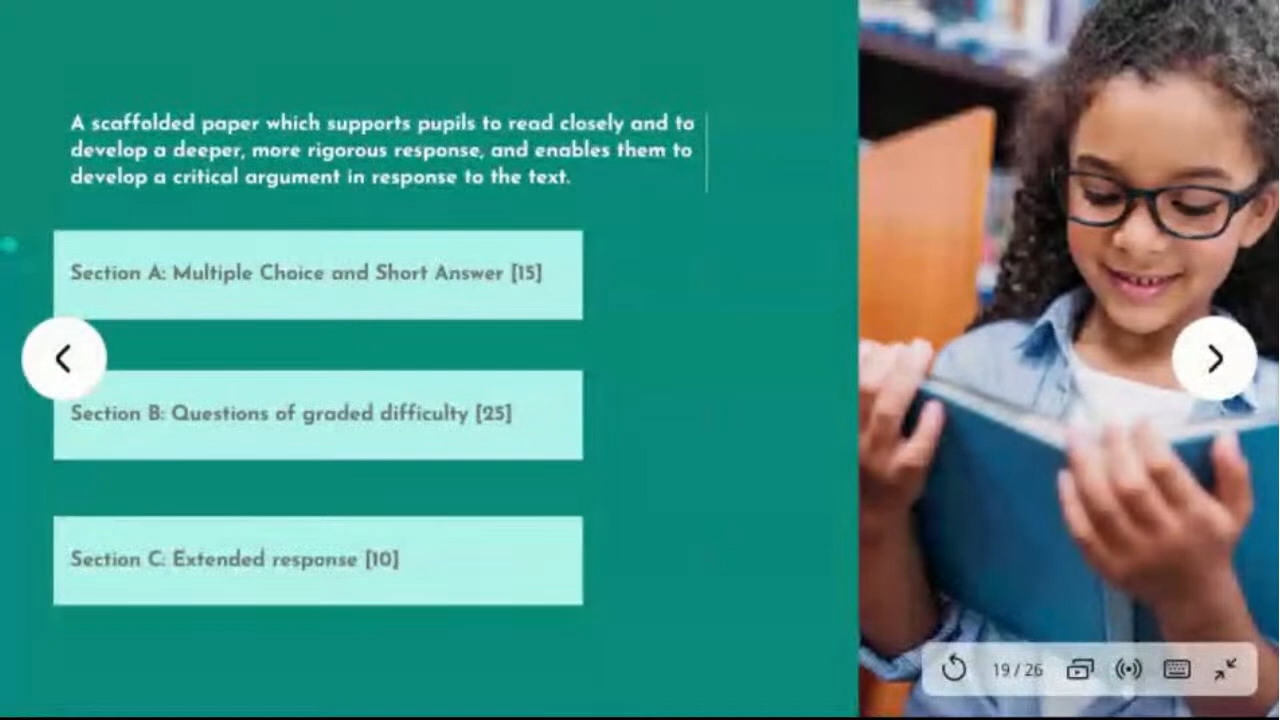 A scaffolded paper which supports pupils to read closely and to
develop a deeper, more rigorous response, and enables them to
develop a critical argument in response to the text.
Section A: Multiple Choice and Short Answer [15]
Section B: Questions of graded difficulty [25]
Section C: Extended response [10]
19 / 26